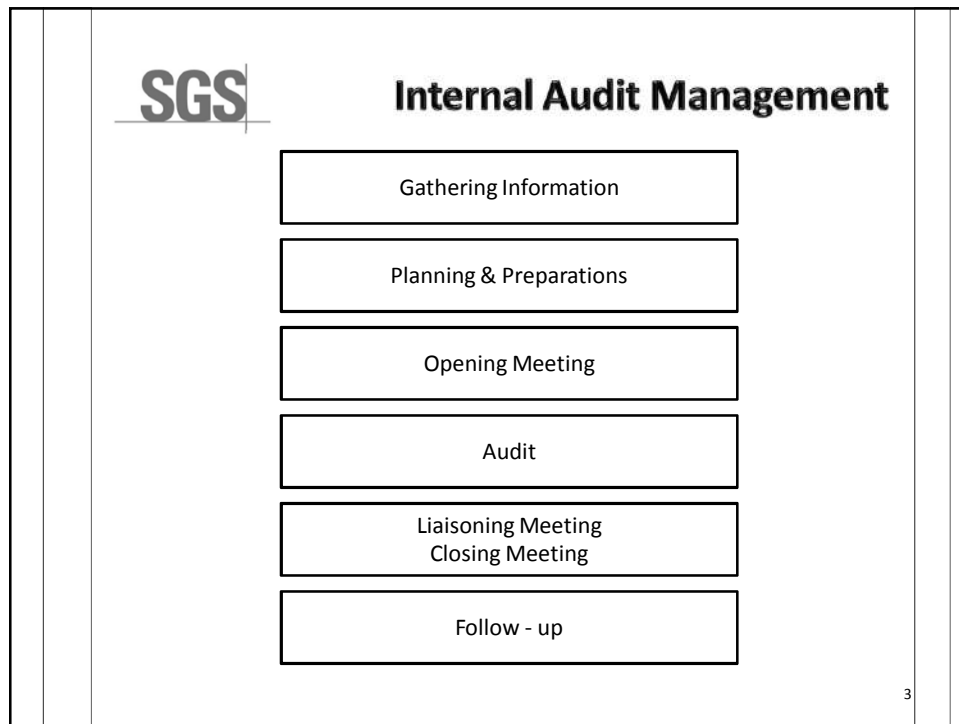 SGS
Internal Audit Management
Gathering Information
Planning & Preparations
Opening Meeting
Audit
Liaisoning Meeting
Closing Meeting
Follow - up
3